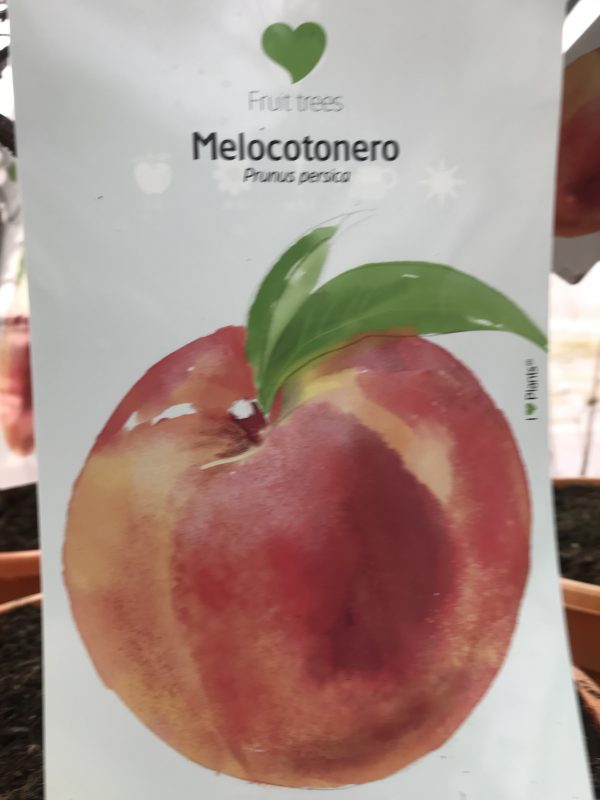 Fruit trees
Melocotonero
Prunus persica
I Plants®